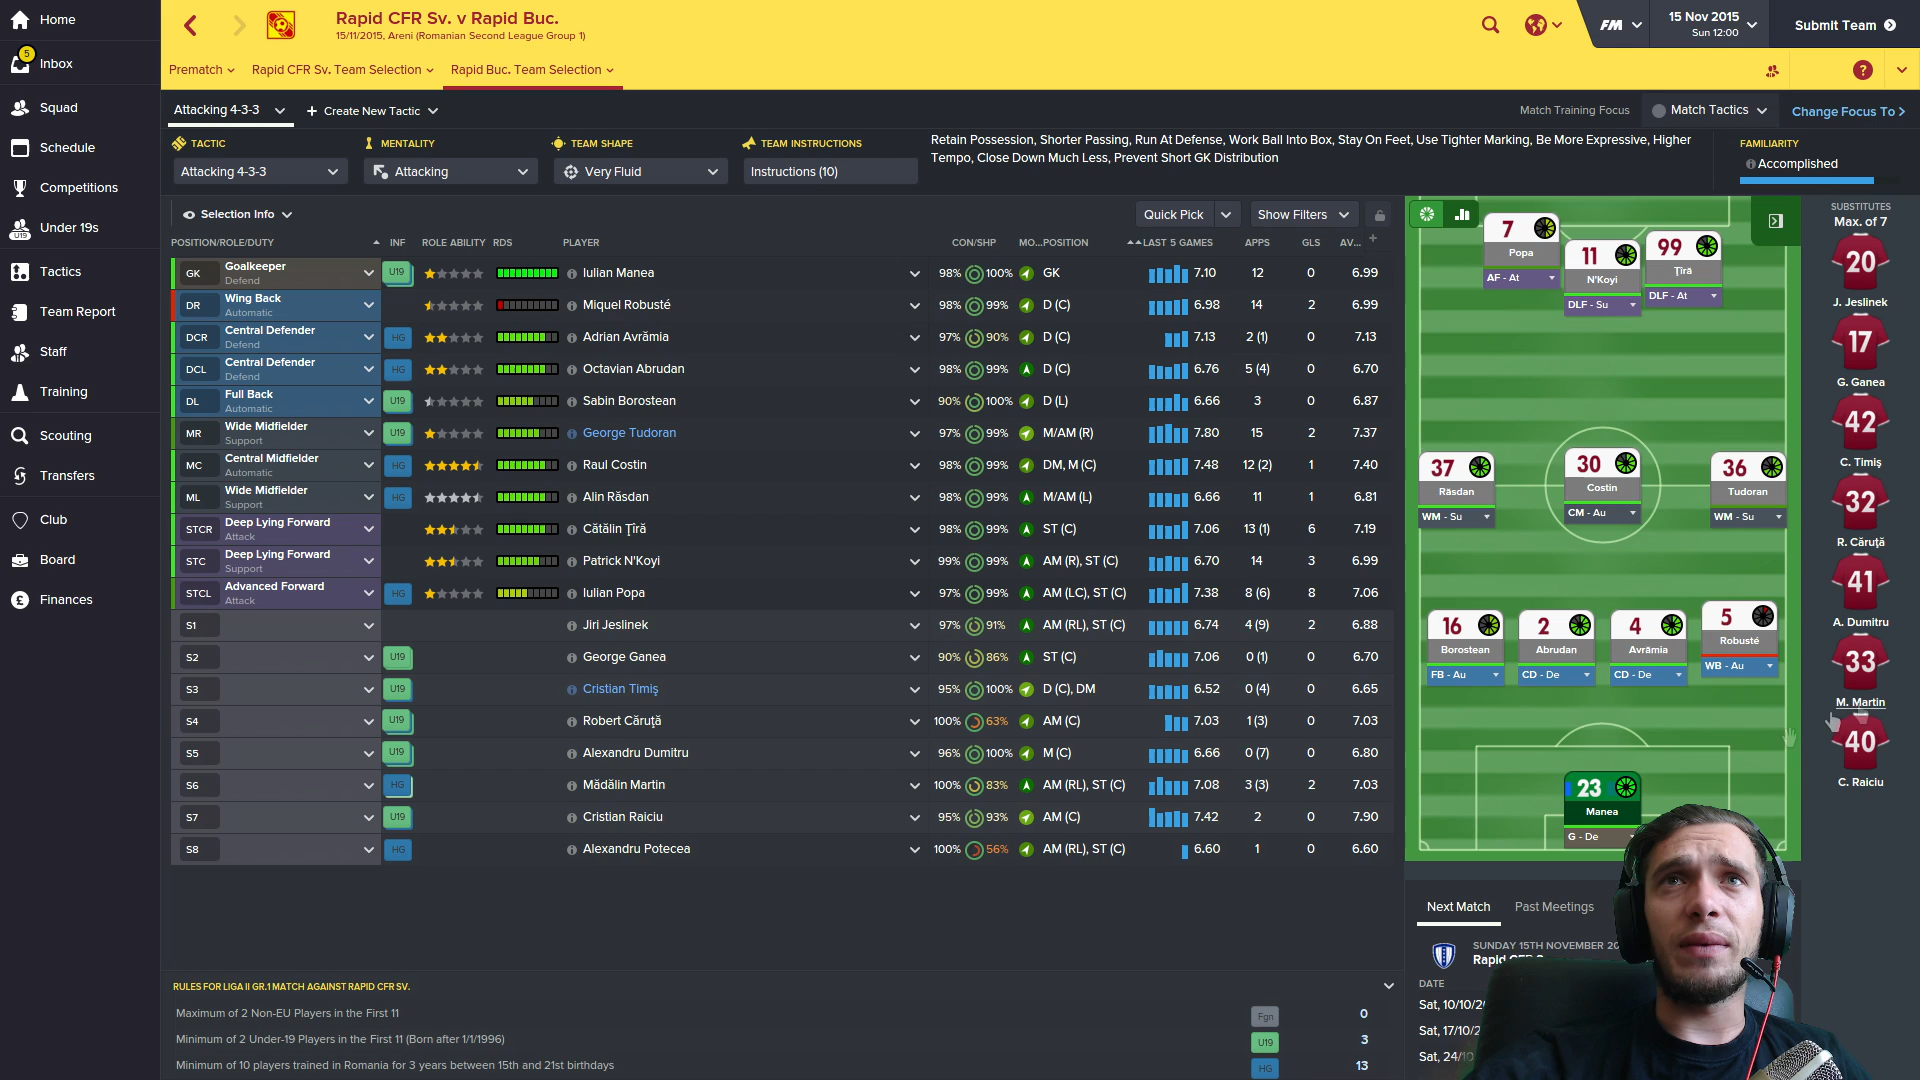 Home
5
Inbox
Squad
Schedule
Competitions
U19
Under 19s
Tactics
Team Report
Staff
Training
Scouting
Transfers
Club
Board
£
Finances
Rapid CFR Sv. v Rapid Buc.
15/11/2015, Areni (Romanian Second League Group 1)
FM
15 Nov 2015
Sun 12:00
Submit Team
Prematch
Rapid CFR Sv. Team Selection
Rapid Buc. Team Selection
?
Attacking 4-3-3
+ Create New Tactic
Match Training Focus
Match Tactics
Change Focus To >
TACTIC
Attacking 4-3-3
MENTALITY
Attacking
TEAM SHAPE
Very Fluid
TEAM INSTRUCTIONS
Instructions (10)
Retain Possession, Shorter Passing, Run At Defense, Work Ball Into Box, Stay On Feet, Use Tighter Marking, Be More Expressive, Higher
Tempo, Close Down Much Less, Prevent Short GK Distribution
FAMILIARITY
Accomplished
Selection Info
Quick Pick
Show Filters
POSITION/ROLE/DUTY INF ROLE ABILITY RDS PLAYER CON/SHP MO... POSITION LAST 5 GAMES APPS GLS AV... +
GK Goalkeeper Defend U19 Iulian Manea 98% 100% GK 7.10 12 0 6.99
DR Wing Back Automatic Miquel Robusté 98% 99% D (C) 6.98 14 2 6.99
DCR Central Defender Defend HG Adrian Avrămia 97% 90% D (C) 7.13 2 (1) 0 7.13
DCL Central Defender Defend HG Octavian Abrudan 98% 99% D (C) 6.76 5 (4) 0 6.70
DL Full Back Automatic U19 Sabin Borostean 90% 100% D (L) 6.66 3 0 6.87
MR Wide Midfielder Support U19 George Tudoran 97% 99% M/AM (R) 7.80 15 2 7.37
MC Central Midfielder Automatic HG Raul Costin 98% 99% DM, M (C) 7.48 12 (2) 1 7.40
ML Wide Midfielder Support HG Alin Răsdan 98% 99% M/AM (L) 6.66 11 1 6.81
STCR Deep Lying Forward Attack Cătălin Ţîră 98% 99% ST (C) 7.06 13 (1) 6 7.19
STC Deep Lying Forward Support Patrick N'Koyi 99% 99% AM (R), ST (C) 6.70 14 3 6.99
STCL Advanced Forward Attack HG Iulian Popa 97% 99% AM (LC), ST (C) 7.38 8 (6) 8 7.06
S1 Jiri Jeslinek 97% 91% AM (RL), ST (C) 6.74 4 (9) 2 6.88
S2 U19 George Ganea 90% 86% ST (C) 7.06 0 (1) 0 6.70
S3 U19 Cristian Timiş 95% 100% D (C), DM 6.52 0 (4) 0 6.65
S4 U19 Robert Căruţă 100% 63% AM (C) 7.03 1 (3) 0 7.03
S5 U19 Alexandru Dumitru 96% 100% M (C) 6.66 0 (7) 0 6.80
S6 HG Mădălin Martin 100% 83% AM (RL), ST (C) 7.08 3 (3) 2 7.03
S7 U19 Cristian Raiciu 95% 93% AM (C) 7.42 2 0 7.90
S8 HG Alexandru Potecea 100% 56% AM (RL), ST (C) 6.60 1 0 6.60
RULES FOR LIGA II GR.1 MATCH AGAINST RAPID CFR SV.
Maximum of 2 Non-EU Players in the First 11 Fgn 0
Minimum of 2 Under-19 Players in the First 11 (Born after 1/1/1996) U19 3
Minimum of 10 players trained in Romania for 3 years between 15th and 21st birthdays HG 13
7
Popa
AF - At
11
N'Koyi
DLF - Su
99
Ţîră
DLF - At
37
Răsdan
WM - Su
30
Costin
CM - Au
36
Tudoran
WM - Su
16
Borostean
FB - Au
2
Abrudan
CD - De
4
Avrămia
CD - De
5
Robusté
WB - Au
23
Manea
G - De
SUBSTITUTES
Max. of 7
20
J. Jeslinek
17
G. Ganea
42
C. Timiş
32
R. Căruţă
41
A. Dumitru
33
M. Martin
40
C. Raiciu
Next Match
Past Meetings
SUNDAY 15TH NOVEMBER
Rapid
DATE
Sat, 10/10/
Sat, 17/10/
Sat, 24/10